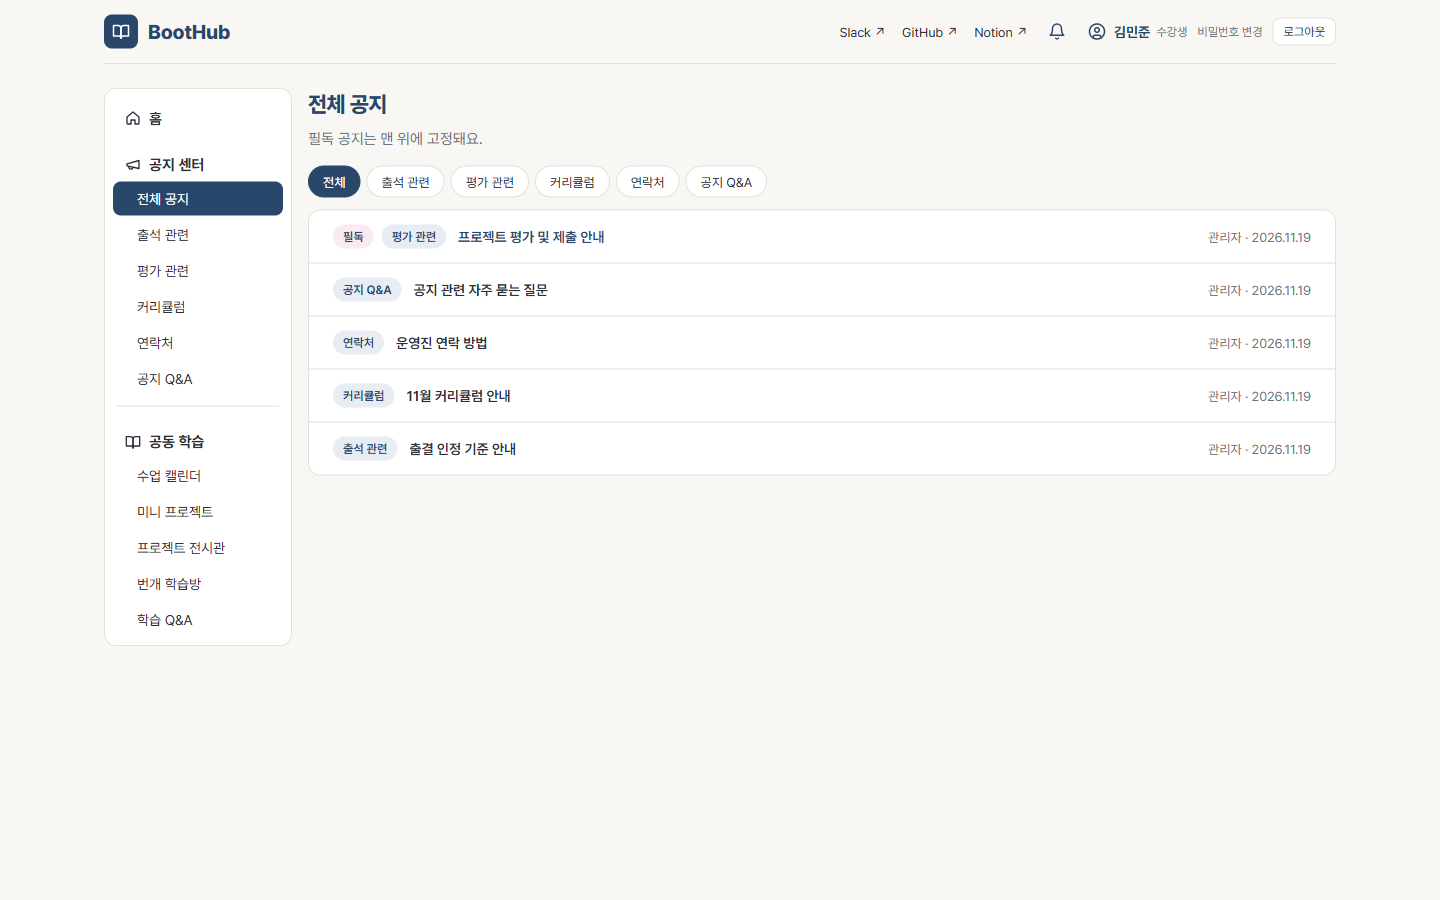 BootHub
Slack ↗ GitHub ↗ Notion ↗ 김민준 수강생 비밀번호 변경 로그아웃
홈
공지 센터
전체 공지
출석 관련
평가 관련
커리큘럼
연락처
공지 Q&A
공동 학습
수업 캘린더
미니 프로젝트
프로젝트 전시관
번개 학습방
학습 Q&A
전체 공지
필독 공지는 맨 위에 고정돼요.
전체 출석 관련 평가 관련 커리큘럼 연락처 공지 Q&A
필독 평가 관련 프로젝트 평가 및 제출 안내 관리자 · 2026.11.19
공지 Q&A 공지 관련 자주 묻는 질문 관리자 · 2026.11.19
연락처 운영진 연락 방법 관리자 · 2026.11.19
커리큘럼 11월 커리큘럼 안내 관리자 · 2026.11.19
출석 관련 출결 인정 기준 안내 관리자 · 2026.11.19